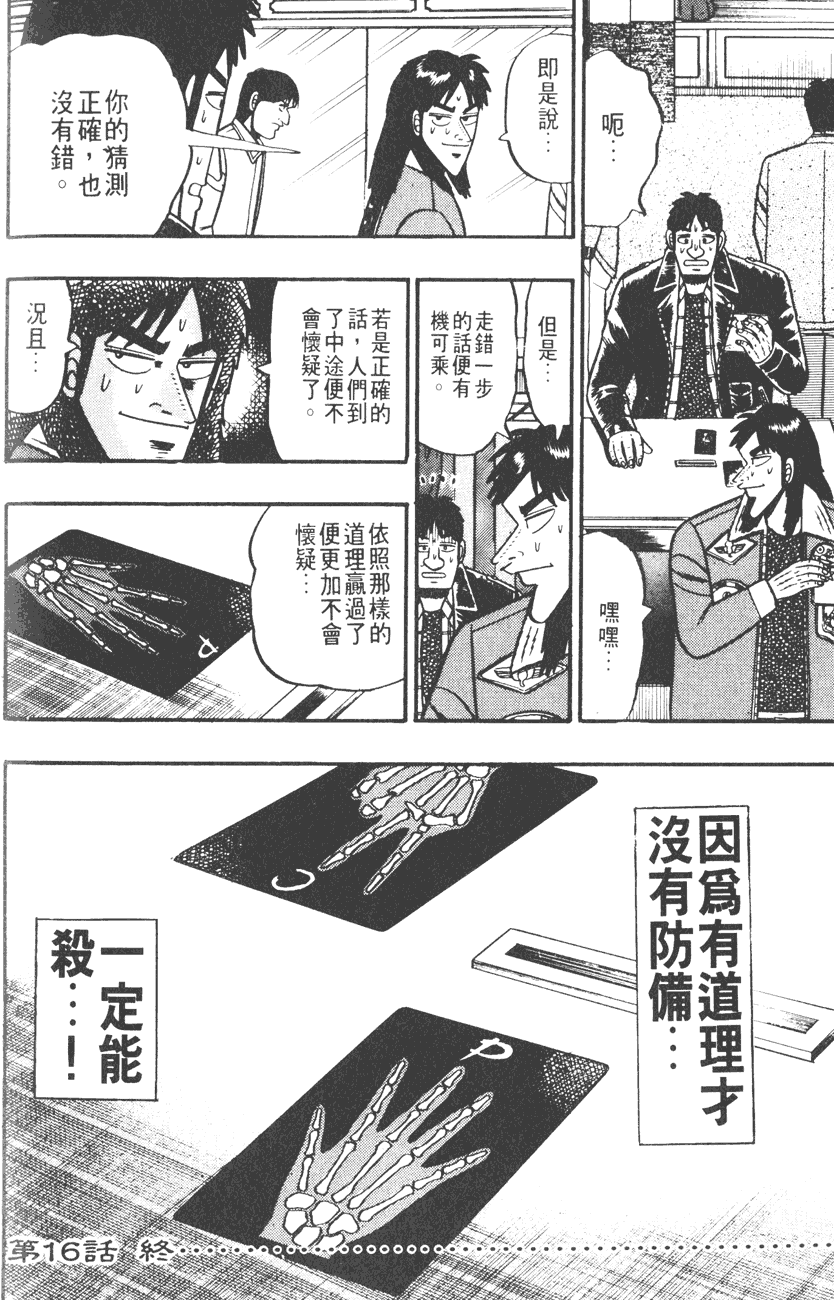 呃…
嘿嘿…
即是說…
你的猜測
正確，也
沒有錯。
但是…
走錯一步
的話便有
機可乘。
若是正確的
話，人們到
了中途便不
會懷疑了。
況且…
依照那樣的
道理贏過了
便更加不會
懷疑…
因爲有道理才
沒有防備…
一定能
殺…！
第16話 終